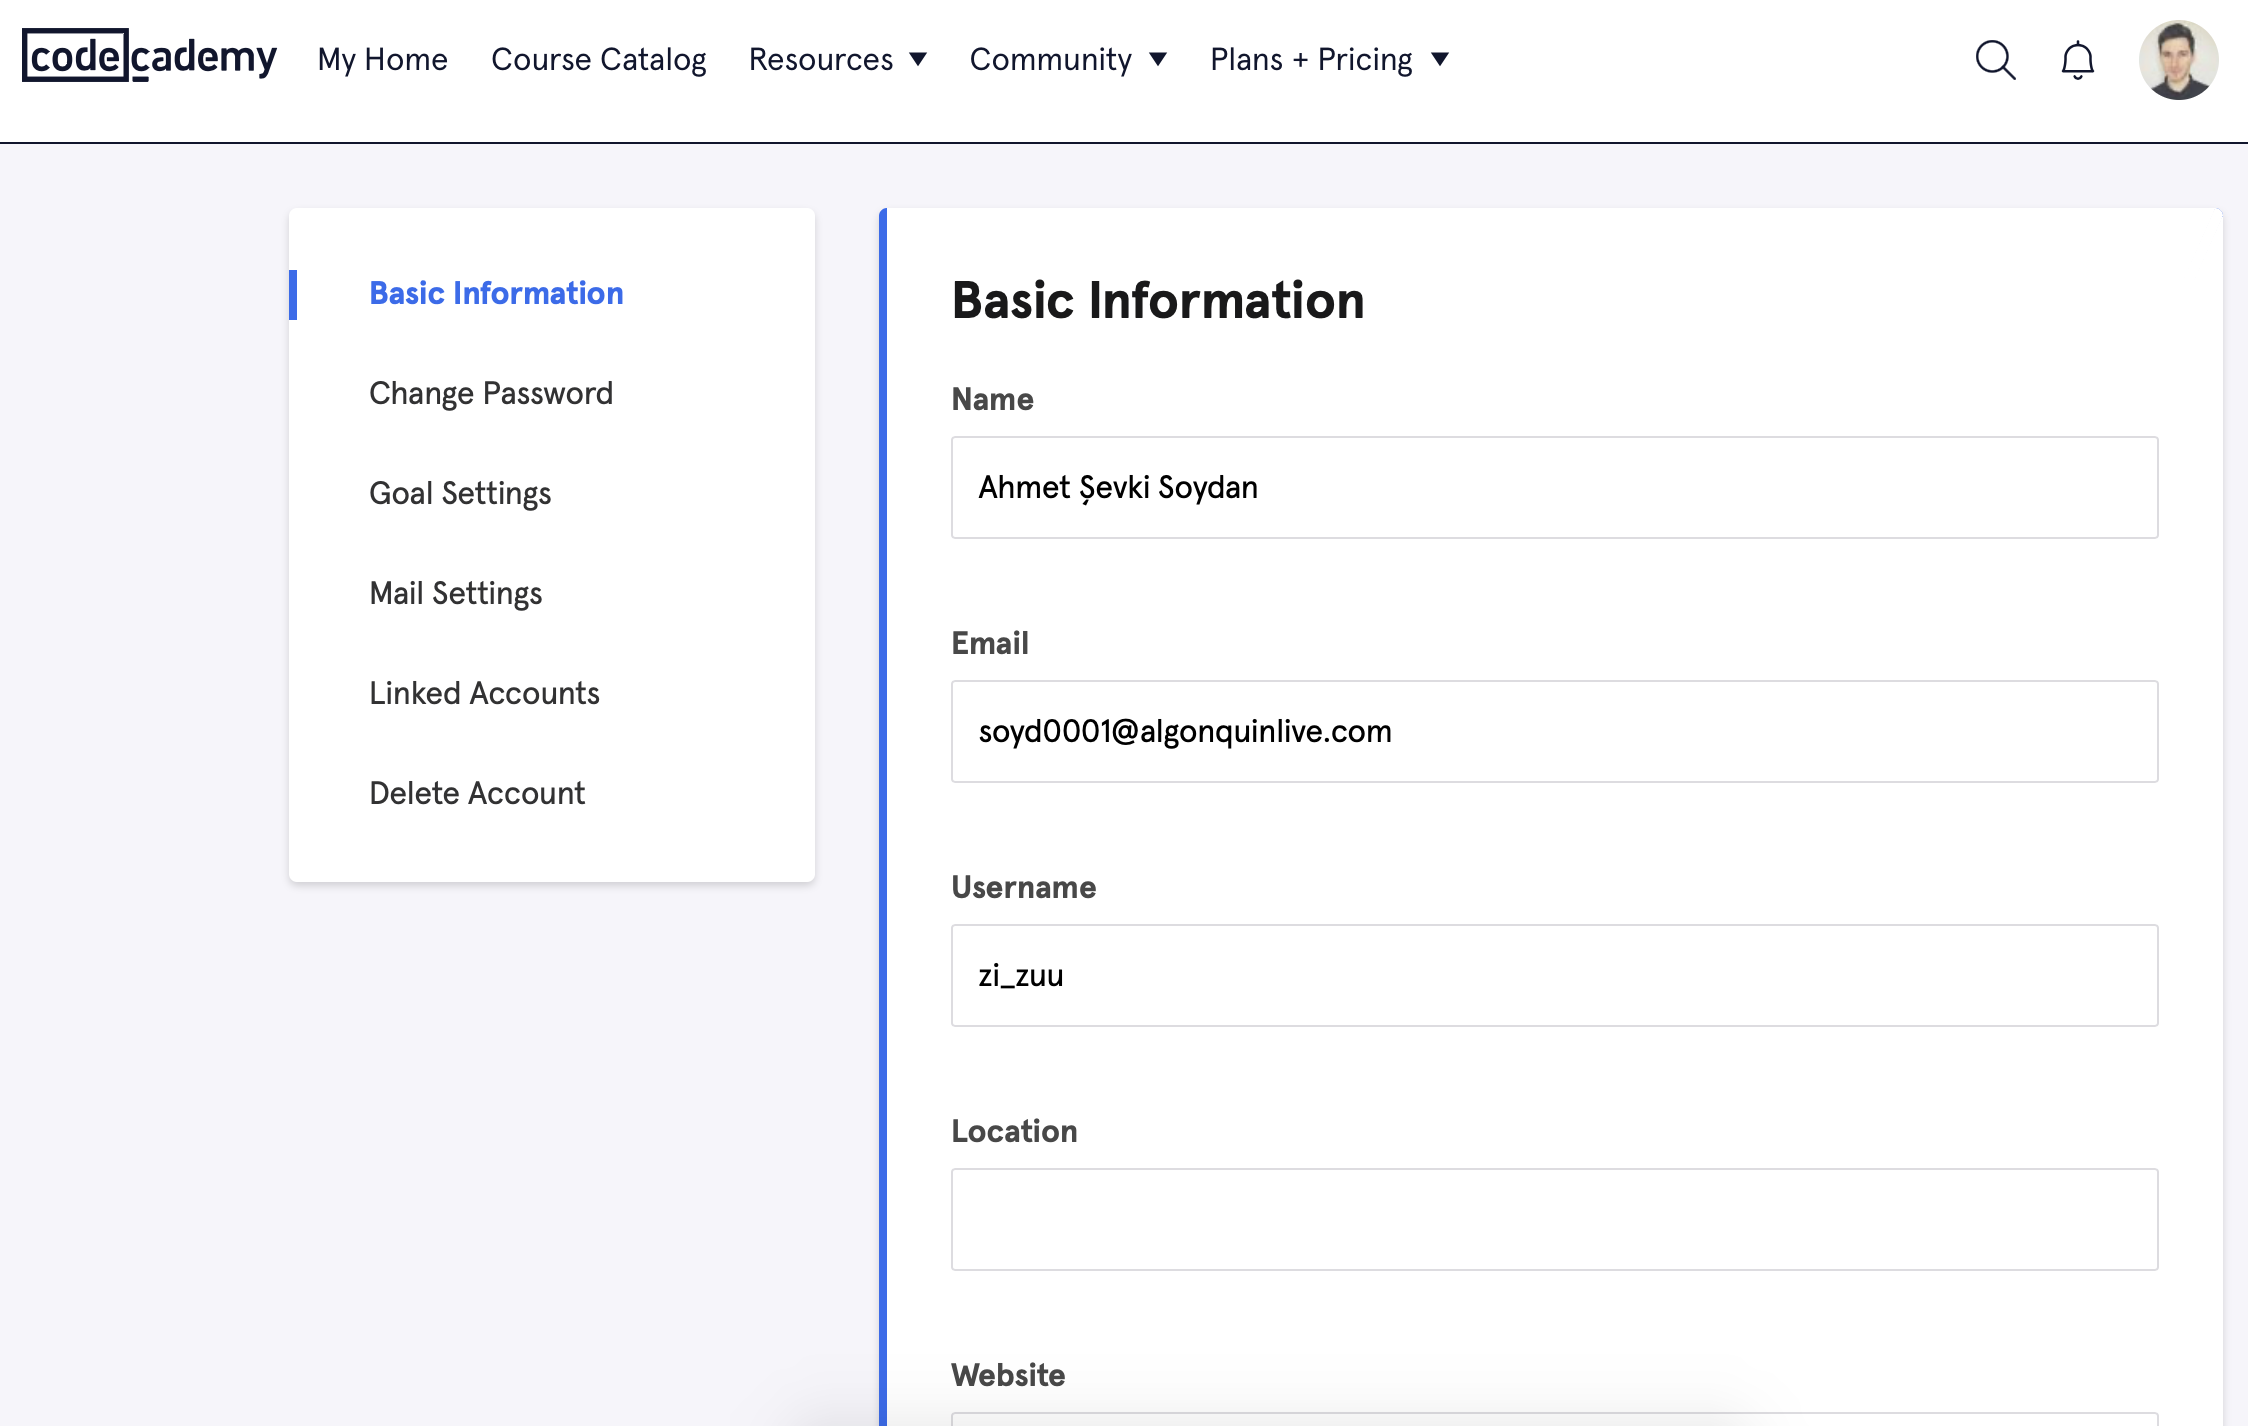 codecademy My Home Course Catalog Resources Community Plans + Pricing
Basic Information
Change Password
Goal Settings
Mail Settings
Linked Accounts
Delete Account
Basic Information
Name
Ahmet Şevki Soydan
Email
soyd0001@algonquinlive.com
Username
zi_zuu
Location
Website